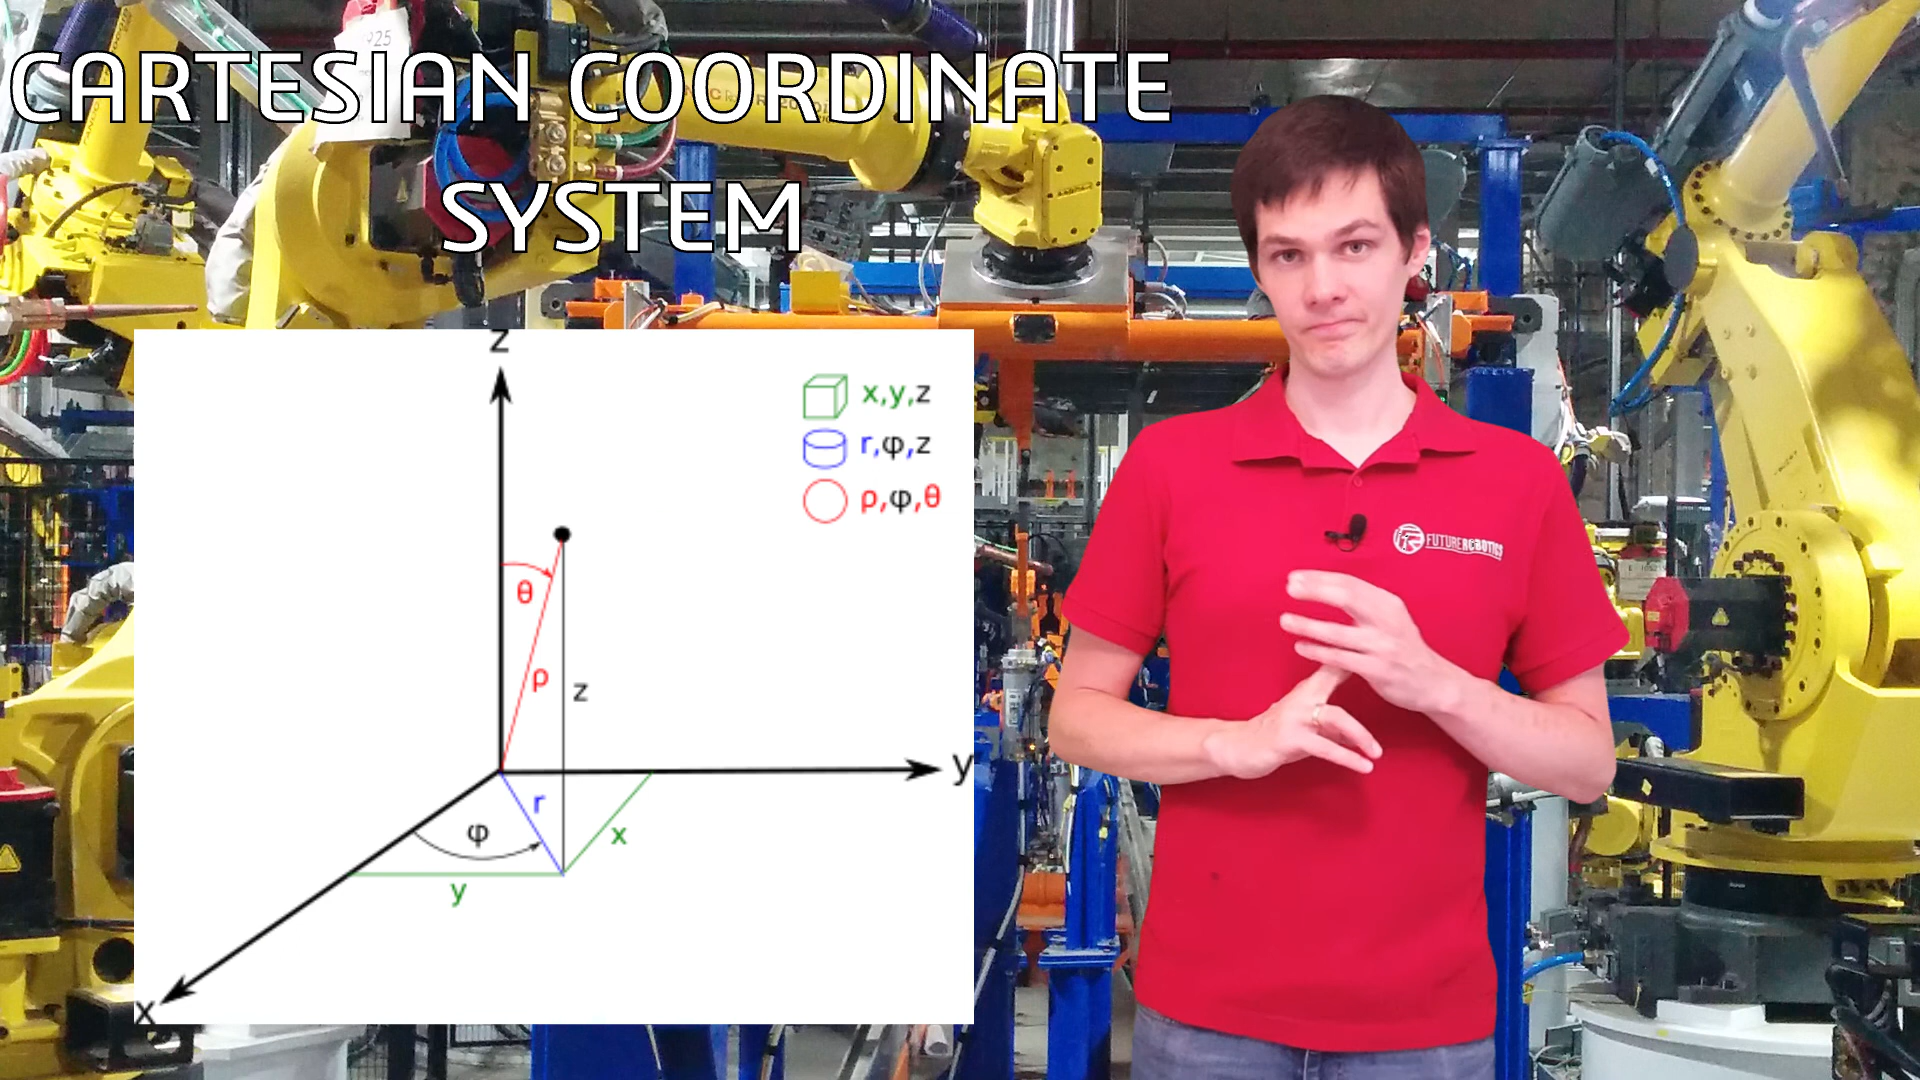 CARTESIAN COORDINATE
SYSTEM
z
x,y,z
r,φ,z
ρ,φ,θ
θ
ρ
z
y
r
φ
x
y
x
FUTUREROBOTICS